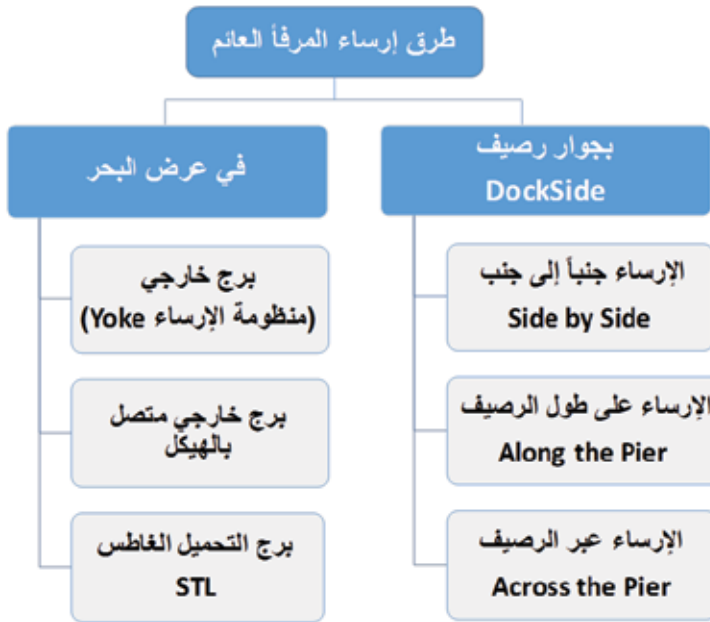 طرق إرساء المرفأ العائم
بجوار رصيف
DockSide
الإرساء جنباً إلى جنب
Side by Side
الإرساء على طول الرصيف
Along the Pier
الإرساء عبر الرصيف
Across the Pier
في عرض البحر
برج خارجي
(منظومة الإرساء Yoke)
برج خارجي متصل
بالهيكل
برج التحميل الغاطس
STL